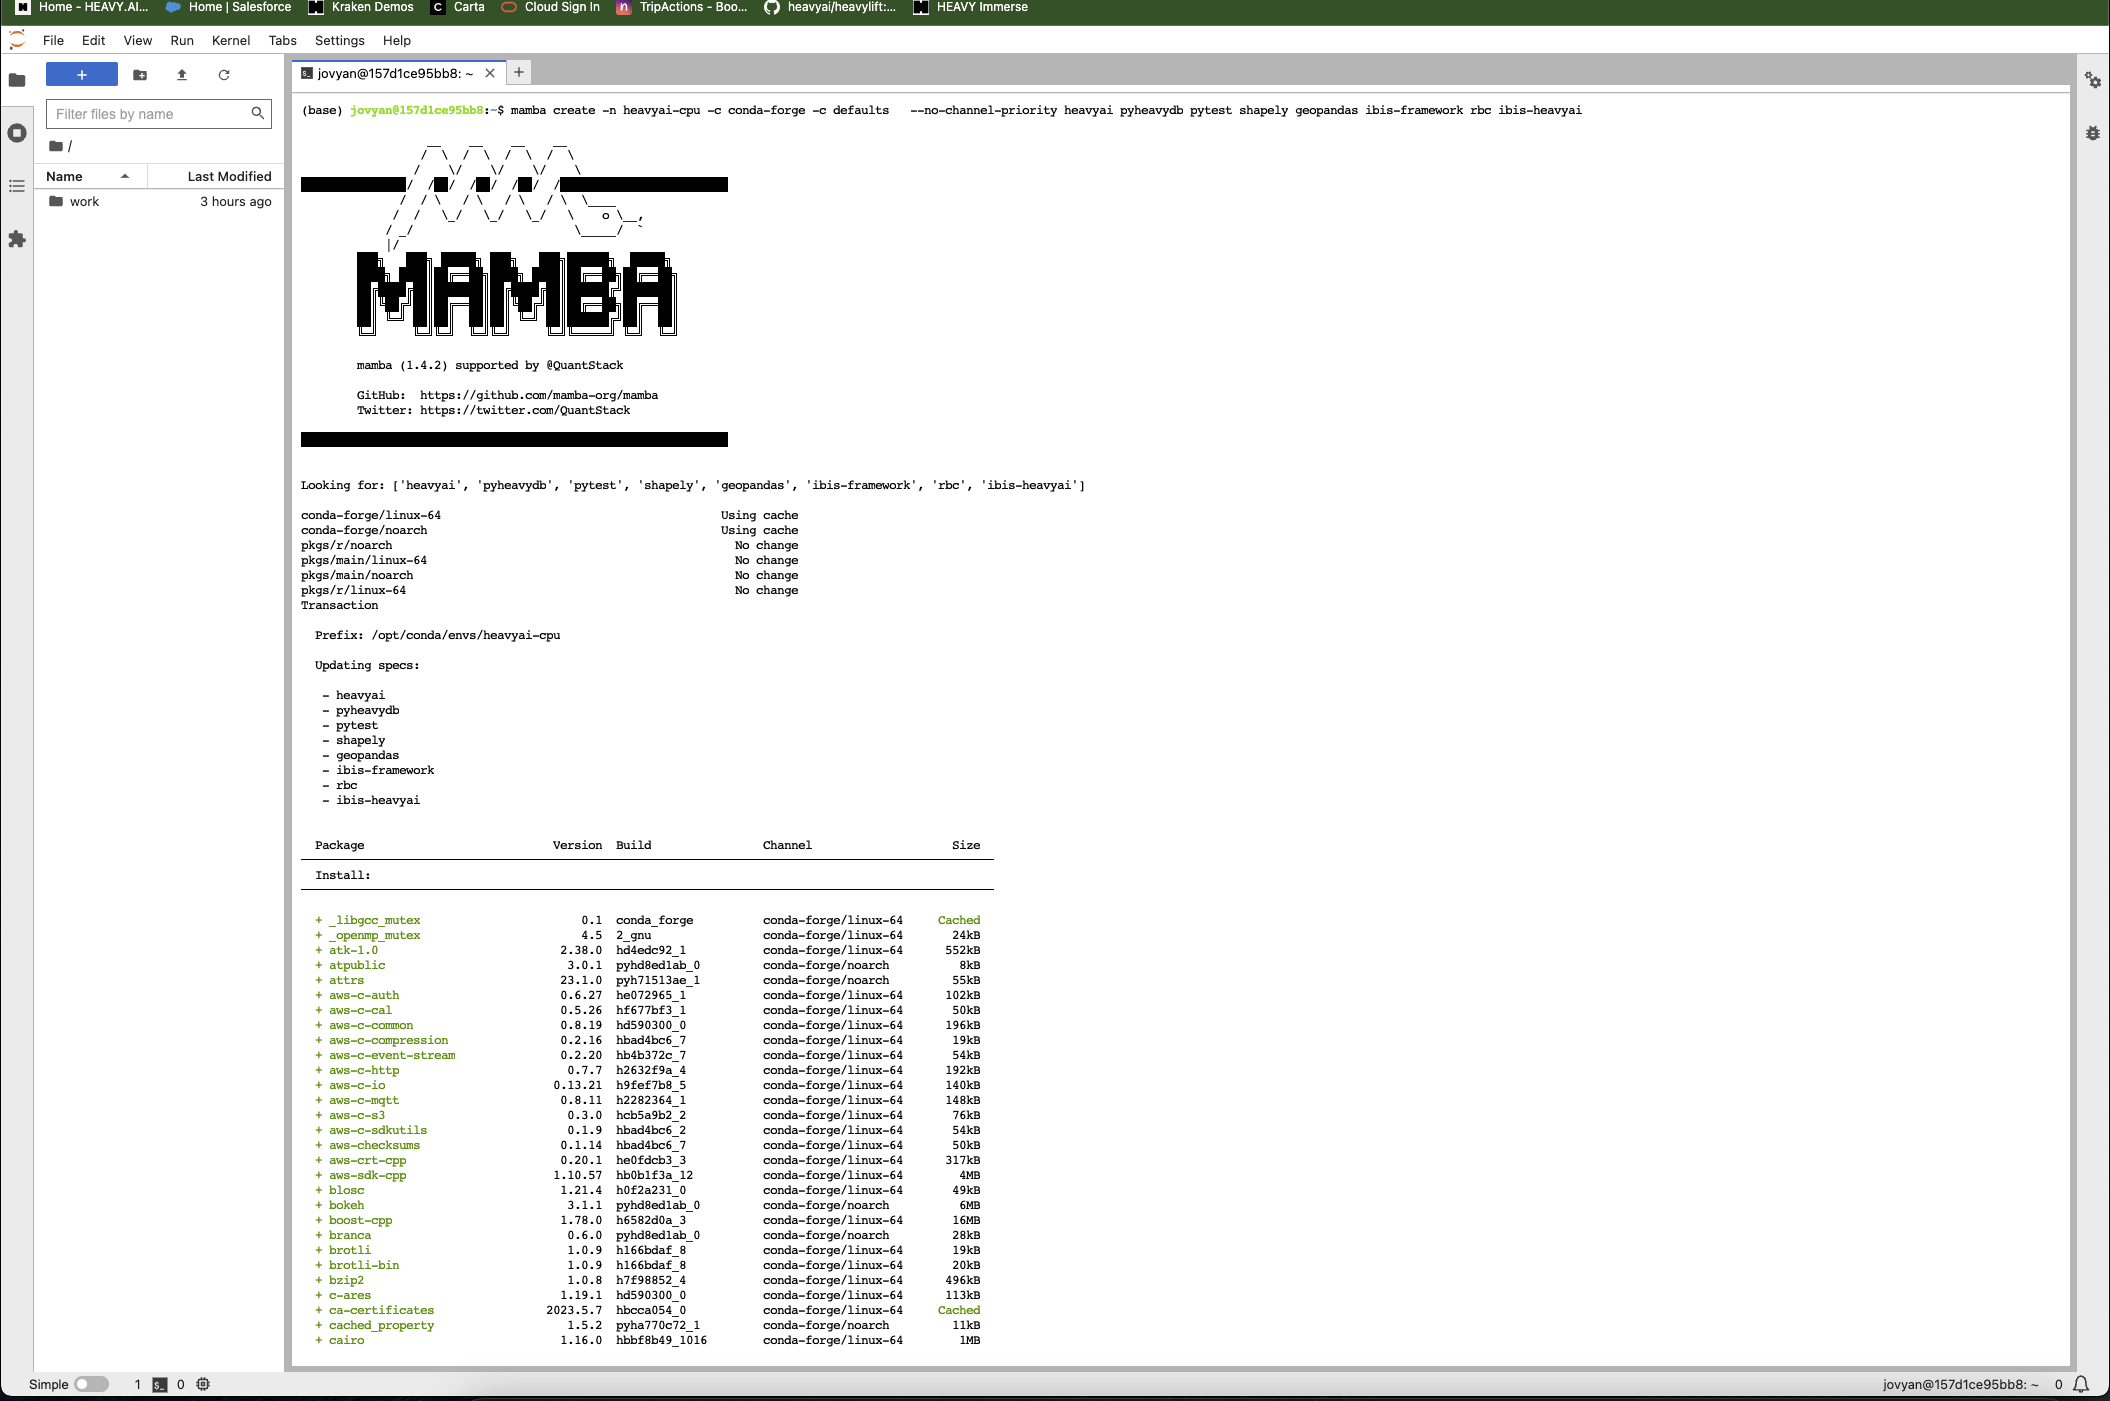 Home - HEAVY.AI... Home | Salesforce Kraken Demos Carta Cloud Sign In TripActions - Boo... heavyai/heavylift:... HEAVY Immerse
File Edit View Run Kernel Tabs Settings Help
jovyan@157d1ce95bb8: ~
Filter files by name
/
Name Last Modified
work 3 hours ago
(base) jovyan@157d1ce95bb8:~$ mamba create -n heavyai-cpu -c conda-forge -c defaults   --no-channel-priority heavyai pyheavydb pytest shapely geopandas ibis-framework rbc ibis-heavyai
MAMBA
mamba (1.4.2) supported by @QuantStack
GitHub:  https://github.com/mamba-org/mamba
Twitter: https://twitter.com/QuantStack
Looking for: ['heavyai', 'pyheavydb', 'pytest', 'shapely', 'geopandas', 'ibis-framework', 'rbc', 'ibis-heavyai']
conda-forge/linux-64 Using cache
conda-forge/noarch Using cache
pkgs/r/noarch No change
pkgs/main/linux-64 No change
pkgs/main/noarch No change
pkgs/r/linux-64 No change
Transaction
Prefix: /opt/conda/envs/heavyai-cpu
Updating specs:
- heavyai
- pyheavydb
- pytest
- shapely
- geopandas
- ibis-framework
- rbc
- ibis-heavyai
Package Version Build Channel Size
Install:
+ _libgcc_mutex 0.1 conda_forge conda-forge/linux-64 Cached
+ _openmp_mutex 4.5 2_gnu conda-forge/linux-64 24kB
+ atk-1.0 2.38.0 hd4edc92_1 conda-forge/linux-64 552kB
+ atpublic 3.0.1 pyhd8ed1ab_0 conda-forge/noarch 8kB
+ attrs 23.1.0 pyh71513ae_1 conda-forge/noarch 55kB
+ aws-c-auth 0.6.27 he072965_1 conda-forge/linux-64 102kB
+ aws-c-cal 0.5.26 hf677bf3_1 conda-forge/linux-64 50kB
+ aws-c-common 0.8.19 hd590300_0 conda-forge/linux-64 196kB
+ aws-c-compression 0.2.16 hbad4bc6_7 conda-forge/linux-64 19kB
+ aws-c-event-stream 0.2.20 hb4b372c_7 conda-forge/linux-64 54kB
+ aws-c-http 0.7.7 h2632f9a_4 conda-forge/linux-64 192kB
+ aws-c-io 0.13.21 h9fef7b8_5 conda-forge/linux-64 140kB
+ aws-c-mqtt 0.8.11 h2282364_1 conda-forge/linux-64 148kB
+ aws-c-s3 0.3.0 hcb5a9b2_2 conda-forge/linux-64 76kB
+ aws-c-sdkutils 0.1.9 hbad4bc6_2 conda-forge/linux-64 54kB
+ aws-checksums 0.1.14 hbad4bc6_7 conda-forge/linux-64 50kB
+ aws-crt-cpp 0.20.1 he0fdcb3_3 conda-forge/linux-64 317kB
+ aws-sdk-cpp 1.10.57 hb0b1f3a_12 conda-forge/linux-64 4MB
+ blosc 1.21.4 h0f2a231_0 conda-forge/linux-64 49kB
+ bokeh 3.1.1 pyhd8ed1ab_0 conda-forge/noarch 6MB
+ boost-cpp 1.78.0 h6582d0a_3 conda-forge/linux-64 16MB
+ branca 0.6.0 pyhd8ed1ab_0 conda-forge/noarch 28kB
+ brotli 1.0.9 h166bdaf_8 conda-forge/linux-64 19kB
+ brotli-bin 1.0.9 h166bdaf_8 conda-forge/linux-64 20kB
+ bzip2 1.0.8 h7f98852_4 conda-forge/linux-64 496kB
+ c-ares 1.19.1 hd590300_0 conda-forge/linux-64 113kB
+ ca-certificates 2023.5.7 hbcca054_0 conda-forge/linux-64 Cached
+ cached_property 1.5.2 pyha770c72_1 conda-forge/noarch 11kB
+ cairo 1.16.0 hbbf8b49_1016 conda-forge/linux-64 1MB
Simple 1 0 jovyan@157d1ce95bb8: ~ 0